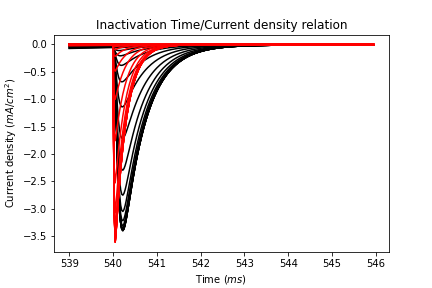 Inactivation Time/Current density relation
Current density (mA/cm²)
0.0
−0.5
−1.0
−1.5
−2.0
−2.5
−3.0
−3.5
539 540 541 542 543 544 545 546
Time (ms)